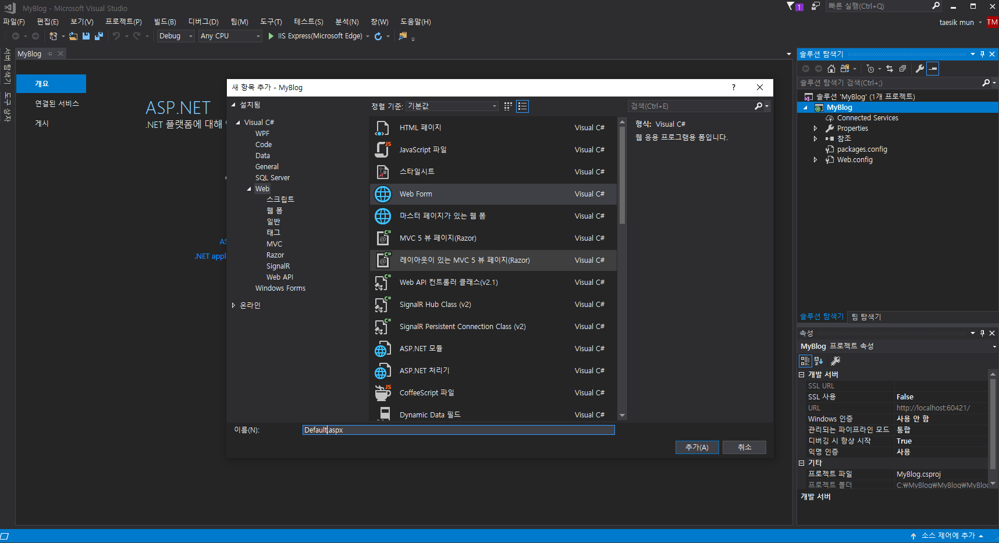 MyBlog - Microsoft Visual Studio
1
빠른 실행(Ctrl+Q)
파일(F) 편집(E) 보기(V) 프로젝트(P) 빌드(B) 디버그(D) 팀(M) 도구(T) 테스트(S) 분석(N) 창(W) 도움말(H)
taesik mun TM
Debug Any CPU IIS Express(Microsoft Edge)
서버 탐색기
도구 상자
MyBlog
개요
연결된 서비스
게시
ASP.NET
.NET 플랫폼에 대해
AS
.NET appl
새 항목 추가 - MyBlog
?
설치됨
Visual C#
WPF
Code
Data
General
SQL Server
Web
스크립트
웹 폼
일반
태그
MVC
Razor
SignalR
Web API
Windows Forms
온라인
정렬 기준: 기본값
검색(Ctrl+E)
HTML 페이지 Visual C#
JS
JavaScript 파일 Visual C#
스타일시트 Visual C#
Web Form Visual C#
마스터 페이지가 있는 웹 폼 Visual C#
MVC 5 뷰 페이지(Razor) Visual C#
레이아웃이 있는 MVC 5 뷰 페이지(Razor) Visual C#
Web API 컨트롤러 클래스(v2.1) Visual C#
SignalR Hub Class (v2) Visual C#
SignalR Persistent Connection Class (v2) Visual C#
ASP.NET 모듈 Visual C#
ASP.NET 처리기 Visual C#
JS
CoffeeScript 파일 Visual C#
Dynamic Data 필드 Visual C#
형식: Visual C#
웹 응용 프로그램용 폼입니다.
이름(N): Default.aspx
추가(A) 취소
솔루션 탐색기
솔루션 탐색기 검색(Ctrl+;)
솔루션 'MyBlog' (1개 프로젝트)
MyBlog
Connected Services
Properties
참조
packages.config
Web.config
솔루션 탐색기 팀 탐색기
속성
MyBlog 프로젝트 속성
개발 서버
SSL URL
SSL 사용 False
URL http://localhost:60421/
Windows 인증 사용 안 함
관리되는 파이프라인 모드 통합
디버깅 시 항상 시작 True
익명 인증 사용
기타
프로젝트 파일 MyBlog.csproj
프로젝트 폴더 C:₩MyBlog₩MyBlog₩MyBloc
개발 서버
소스 제어에 추가